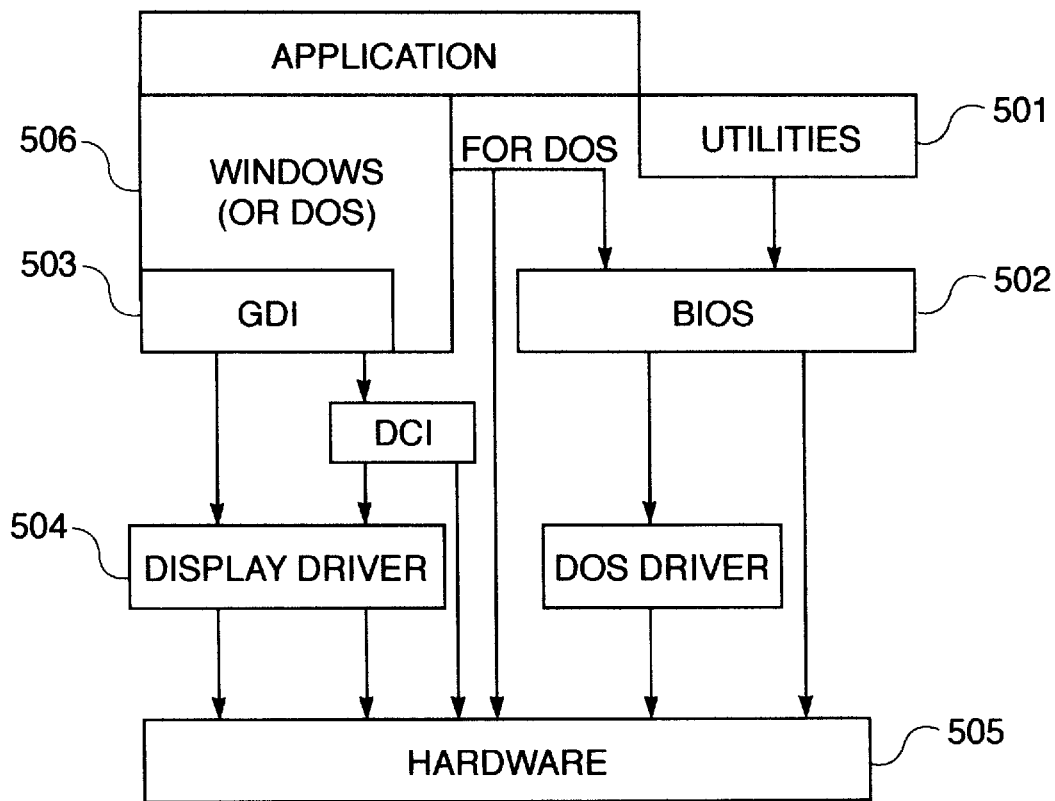 APPLICATION
501
506
UTILITIES
FOR DOS
WINDOWS
(OR DOS)
503
502
GDI
BIOS
DCI
504
DISPLAY DRIVER
DOS DRIVER
505
HARDWARE